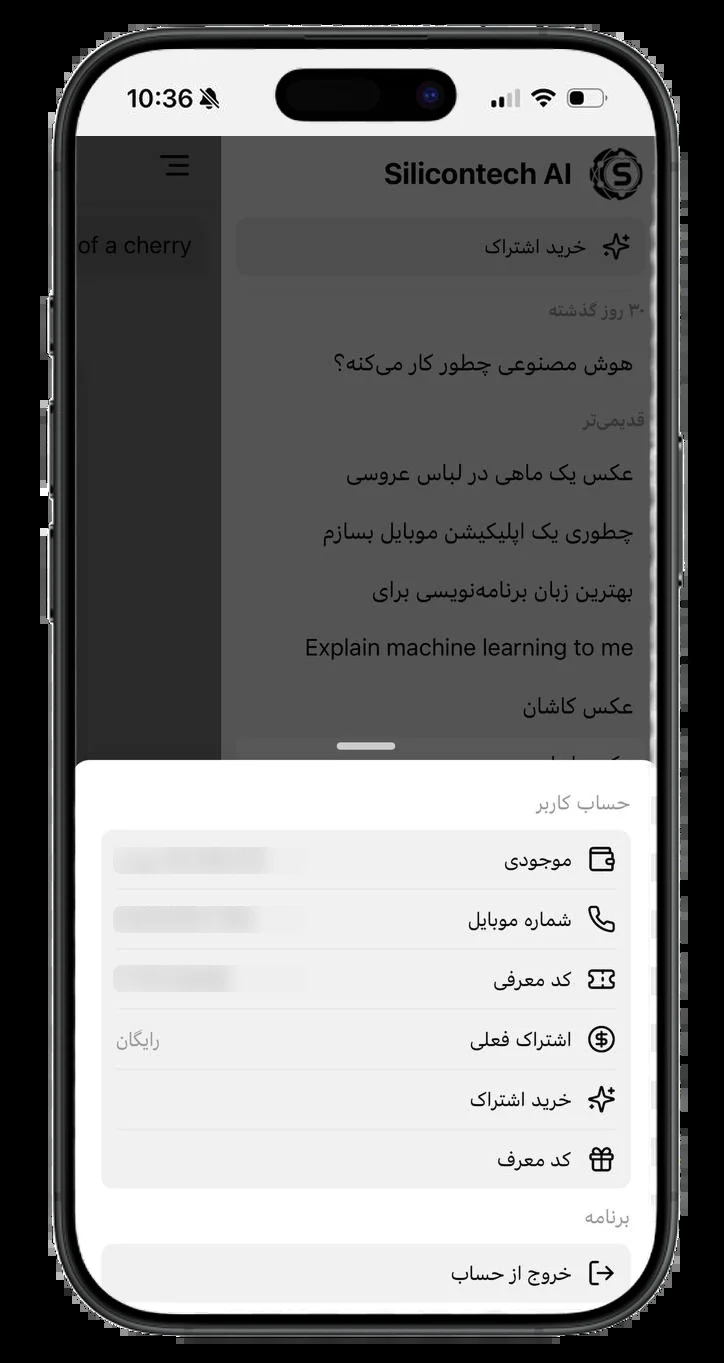 10:36
Silicontech AI
of a cherry
خرید اشتراک
۳۰ روز گذشته
هوش مصنوعی چطور کار می‌کنه؟
قدیمی‌تر
عکس یک ماهی در لباس عروسی
چطوری یک اپلیکیشن موبایل بسازم
بهترین زبان برنامه‌نویسی برای
Explain machine learning to me
عکس کاشان
حساب کاربر
موجودی
شماره موبایل
کد معرفی
اشتراک فعلی رایگان
خرید اشتراک
کد معرف
برنامه
خروج از حساب